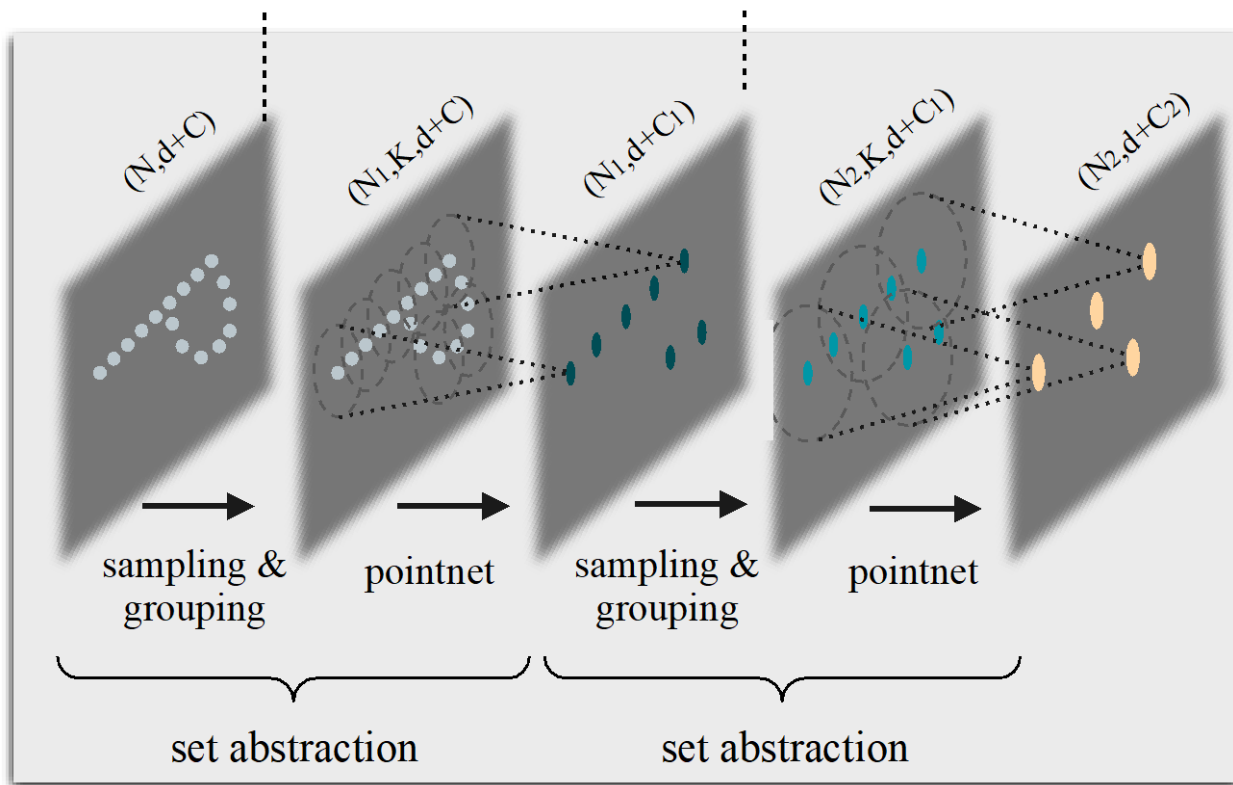 (N,d+C)
(N1,K,d+C)
(N1,d+C1)
(N2,K,d+C1)
(N2,d+C2)
sampling &
grouping
pointnet
sampling &
grouping
pointnet
set abstraction
set abstraction